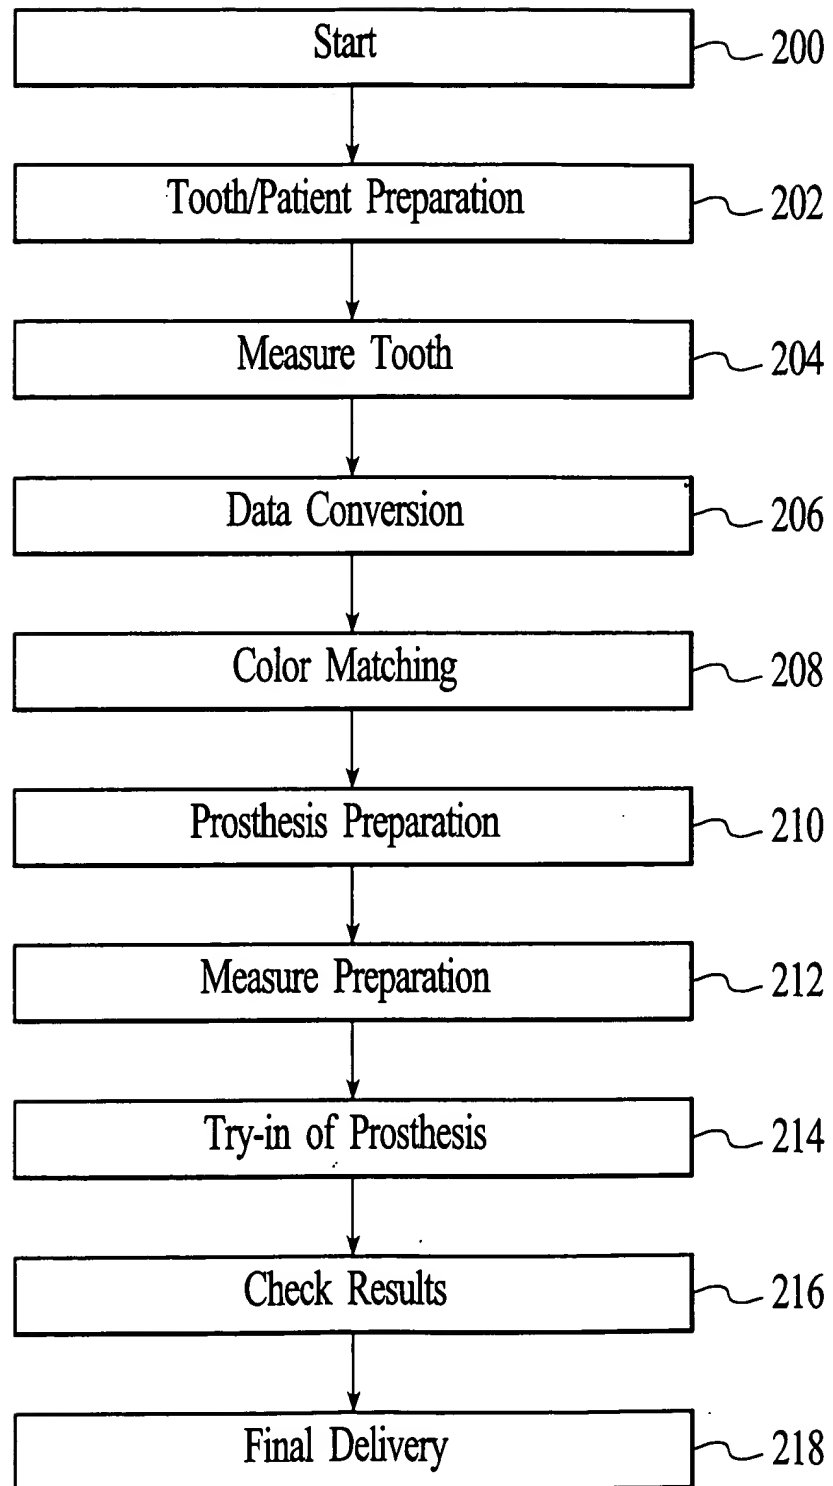 Start 200
Tooth/Patient Preparation 202
Measure Tooth 204
Data Conversion 206
Color Matching 208
Prosthesis Preparation 210
Measure Preparation 212
Try-in of Prosthesis 214
Check Results 216
Final Delivery 218